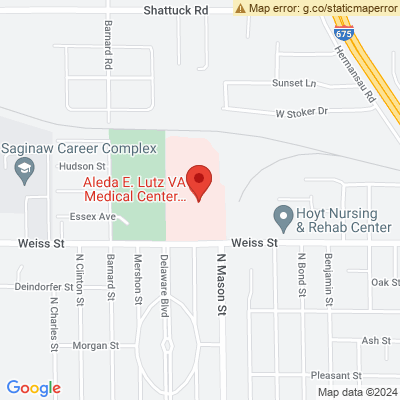 Shattuck Rd
Map error: g.co/staticmaperror
Barnard Rd
675
Hermansau Rd
Sunset Ln
W Stoker Dr
Saginaw Career Complex
Hudson St
Aleda E. Lutz VA
Medical Center...
Essex Ave
Hoyt Nursing
& Rehab Center
Weiss St
Weiss St
N Clinton St
Barnard St
Mershon St
Delaware Blvd
N Mason St
N Bond St
Benjamin St
Deindorfer St
Oak St
N Charles St
Morgan St
Ash St
Pleasant St
Google
Map data ©2024